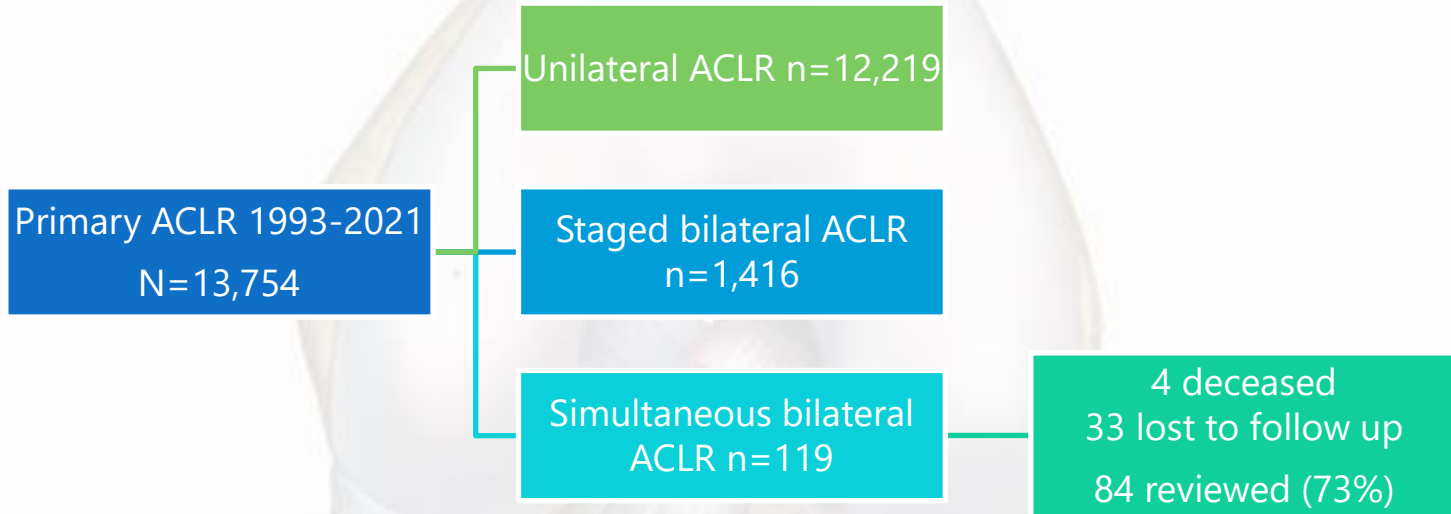 Unilateral ACLR n=12,219
Primary ACLR 1993-2021
N=13,754
Staged bilateral ACLR
n=1,416
Simultaneous bilateral
ACLR n=119
4 deceased
33 lost to follow up
84 reviewed (73%)